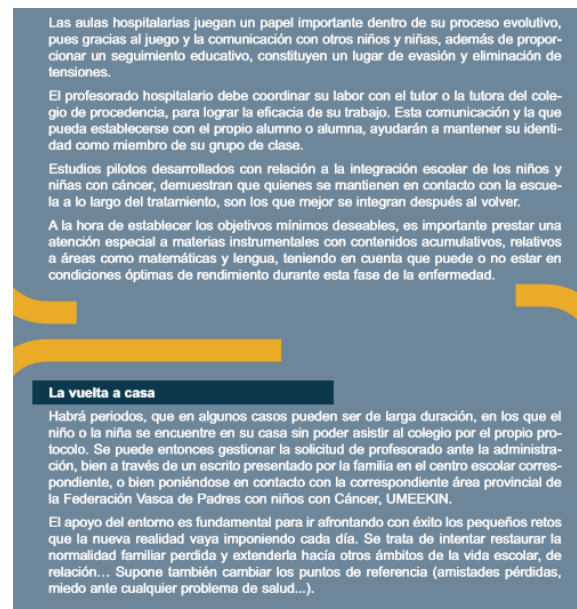 Las aulas hospitalarias juegan un papel importante dentro de su proceso evolutivo,
pues gracias al juego y la comunicación con otros niños y niñas, además de propor-
cionar un seguimiento educativo, constituyen un lugar de evasión y eliminación de
tensiones.
El profesorado hospitalario debe coordinar su labor con el tutor o la tutora del cole-
gio de procedencia, para lograr la eficacia de su trabajo. Esta comunicación y la que
pueda establecerse con el propio alumno o alumna, ayudarán a mantener su identi-
dad como miembro de su grupo de clase.
Estudios pilotos desarrollados con relación a la integración escolar de los niños y
niñas con cáncer, demuestran que quienes se mantienen en contacto con la escue-
la a lo largo del tratamiento, son los que mejor se integran después al volver.
A la hora de establecer los objetivos mínimos deseables, es importante prestar una
atención especial a materias instrumentales con contenidos acumulativos, relativos
a áreas como matemáticas y lengua, teniendo en cuenta que puede o no estar en
condiciones óptimas de rendimiento durante esta fase de la enfermedad.
La vuelta a casa
Habrá periodos, que en algunos casos pueden ser de larga duración, en los que el
niño o la niña se encuentre en su casa sin poder asistir al colegio por el propio pro-
tocolo. Se puede entonces gestionar la solicitud de profesorado ante la administra-
ción, bien a través de un escrito presentado por la familia en el centro escolar corres-
pondiente, o bien poniéndose en contacto con la correspondiente área provincial de
la Federación Vasca de Padres con niños con Cáncer, UMEEKIN.
El apoyo del entorno es fundamental para ir afrontando con éxito los pequeños retos
que la nueva realidad vaya imponiendo cada día. Se trata de intentar restaurar la
normalidad familiar perdida y extenderla hacía otros ámbitos de la vida escolar, de
relación… Supone también cambiar los puntos de referencia (amistades pérdidas,
miedo ante cualquier problema de salud...).